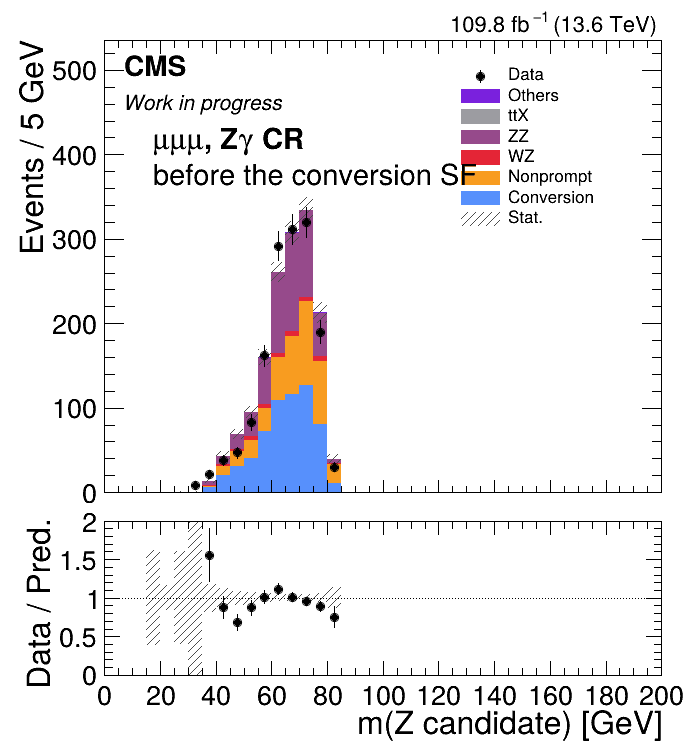 109.8 fb⁻¹ (13.6 TeV)
CMS
Work in progress
μμμ, Zγ CR
before the conversion SF
Data
Others
ttX
ZZ
WZ
Nonprompt
Conversion
Stat.
Events / 5 GeV
500
400
300
200
100
0
Data / Pred.
2
1.5
1
0.5
0
0 20 40 60 80 100 120 140 160 180 200
m(Z candidate) [GeV]